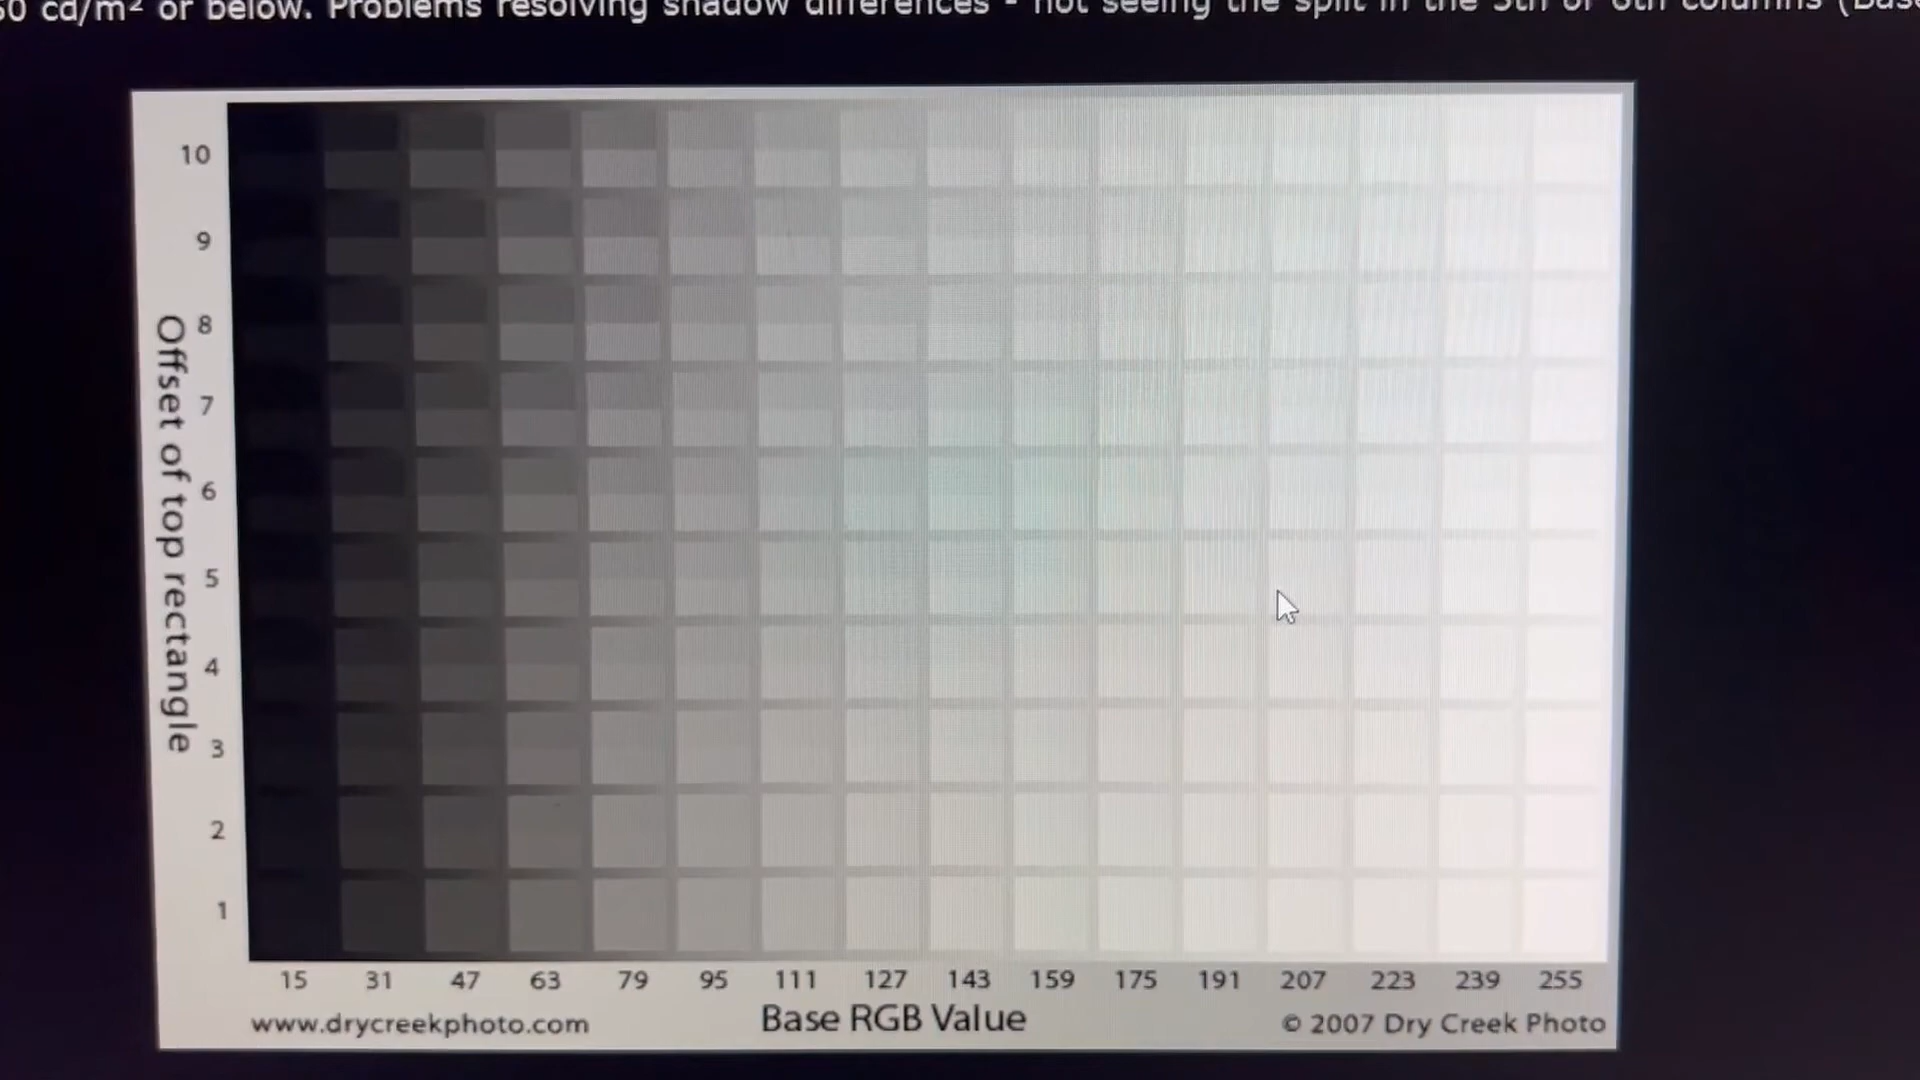 50 cd/m² or below. Problems resolving shadow differences - not seeing the split in the 5th or 6th columns (Base
Offset of top rectangle
10
9
8
7
6
5
4
3
2
1
15 31 47 63 79 95 111 127 143 159 175 191 207 223 239 255
www.drycreekphoto.com Base RGB Value © 2007 Dry Creek Photo